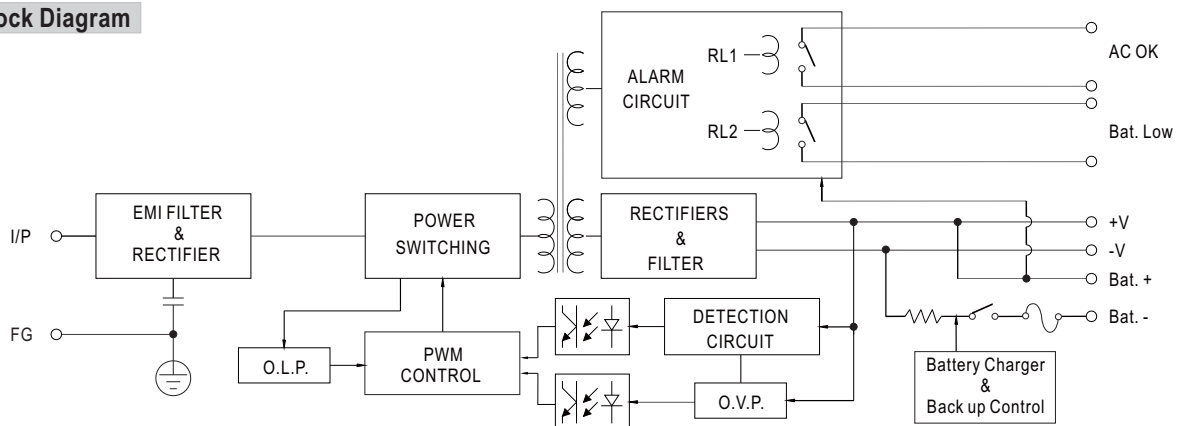 ock Diagram
ALARM
CIRCUIT
RL1
RL2
AC OK
Bat. Low
I/P
EMI FILTER
&
RECTIFIER
POWER
SWITCHING
RECTIFIERS
&
FILTER
+V
-V
Bat. +
Bat. -
FG
O.L.P.
PWM
CONTROL
DETECTION
CIRCUIT
O.V.P.
Battery Charger
&
Back up Control